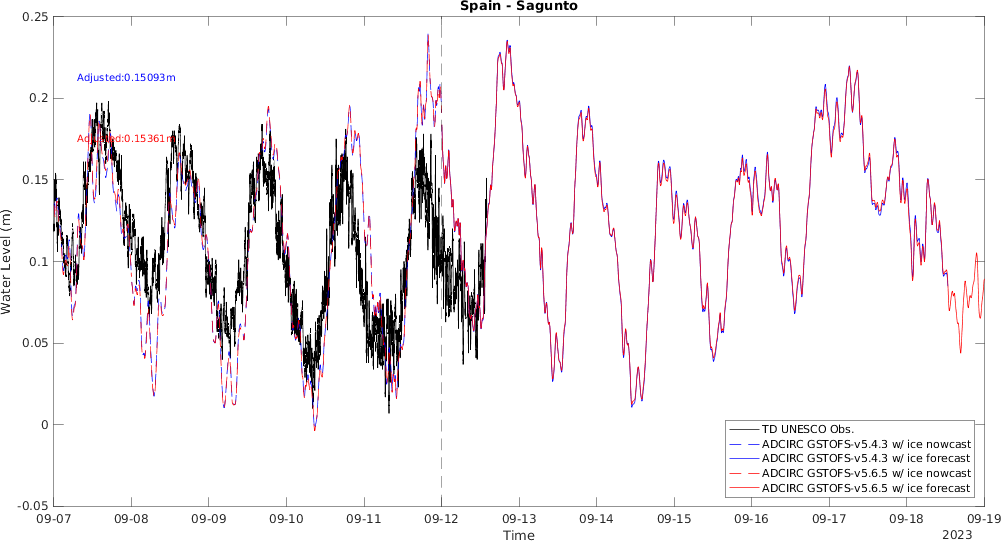 Spain - Sagunto
0.25
0.2
0.15
0.1
0.05
0
-0.05
Water Level (m)
Adjusted:0.15093m
Adjusted:0.15361m
TD UNESCO Obs.
ADCIRC GSTOFS-v5.4.3 w/ ice nowcast
ADCIRC GSTOFS-v5.4.3 w/ ice forecast
ADCIRC GSTOFS-v5.6.5 w/ ice nowcast
ADCIRC GSTOFS-v5.6.5 w/ ice forecast
09-07 09-08 09-09 09-10 09-11 09-12 09-13 09-14 09-15 09-16 09-17 09-18 09-19
Time
2023